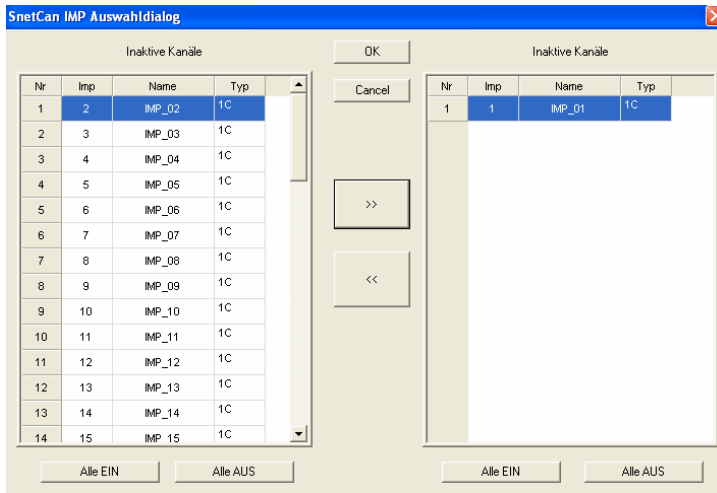 SnetCan IMP Auswahldialog
Inaktive Kanäle OK Inaktive Kanäle
Cancel
Nr Imp Name Typ
1 2 IMP_02 1C
2 3 IMP_03 1C
3 4 IMP_04 1C
4 5 IMP_05 1C
5 6 IMP_06 1C
6 7 IMP_07 1C
7 8 IMP_08 1C
8 9 IMP_09 1C
9 10 IMP_10 1C
10 11 IMP_11 1C
11 12 IMP_12 1C
12 13 IMP_13 1C
13 14 IMP_14 1C
14 15 IMP_15 1C
>>
<<
Nr Imp Name Typ
1 1 IMP_01 1C
Alle EIN Alle AUS Alle EIN Alle AUS